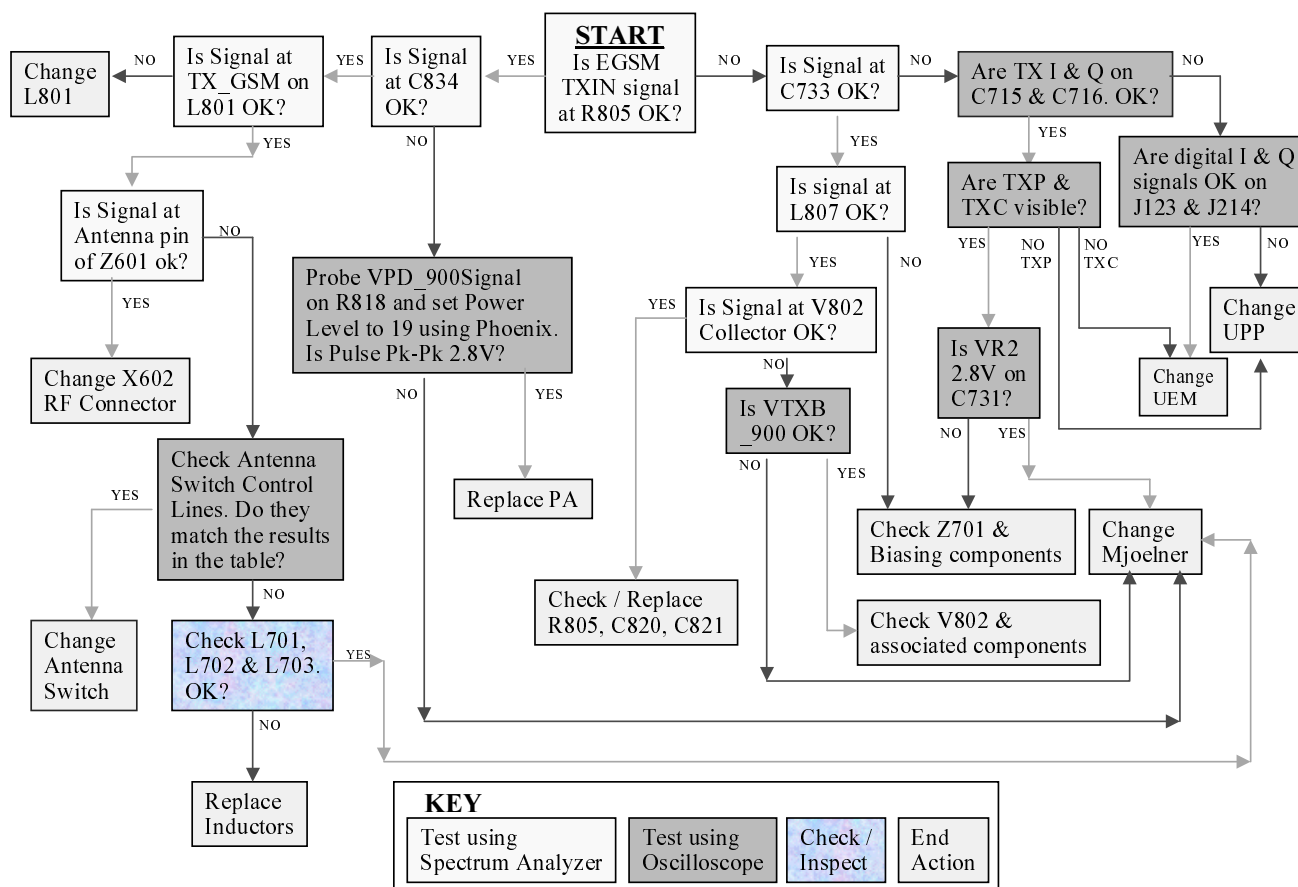 START
Is EGSM
TXIN signal
at R805 OK?
YES
NO
Is Signal
at C834
OK?
YES
NO
Is Signal at
TX_GSM on
L801 OK?
NO
YES
Change
L801
Is Signal at
Antenna pin
of Z601 ok?
NO
YES
Change X602
RF Connector
Check Antenna
Switch Control
Lines. Do they
match the results
in the table?
YES
NO
Change
Antenna
Switch
Check L701,
L702 & L703.
OK?
YES
NO
Replace
Inductors
Probe VPD_900Signal
on R818 and set Power
Level to 19 using Phoenix.
Is Pulse Pk-Pk 2.8V?
NO
YES
Replace PA
Is Signal at
C733 OK?
NO
YES
Is signal at
L807 OK?
YES
NO
Is Signal at V802
Collector OK?
YES
NO
Is VTXB
_900 OK?
NO
YES
Check / Replace
R805, C820, C821
Check V802 &
associated components
Check Z701 &
Biasing components
Are TX I & Q on
C715 & C716. OK?
NO
YES
Are TXP &
TXC visible?
YES
NO
TXP
NO
TXC
Are digital I & Q
signals OK on
J123 & J214?
YES
NO
Change
UPP
Change
UEM
Is VR2
2.8V on
C731?
NO
YES
Change
Mjoelner
KEY
Test using
Spectrum Analyzer
Test using
Oscilloscope
Check /
Inspect
End
Action